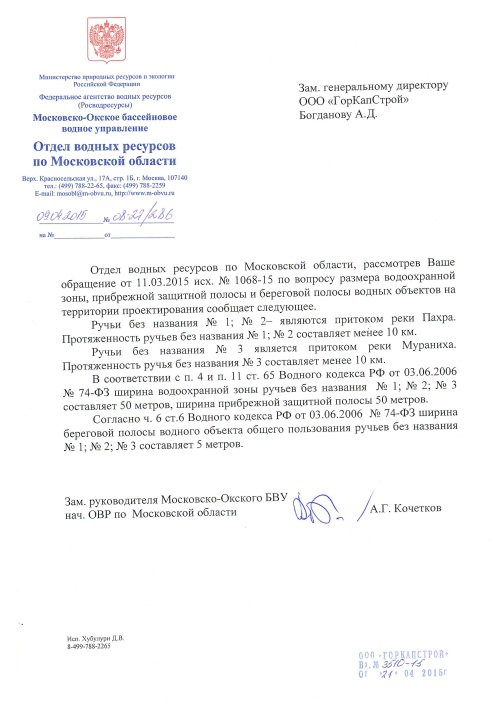 Министерство природных ресурсов и экологии
Российской Федерации
Федеральное агентство водных ресурсов
(Росводресурсы)
Московско-Окское бассейновое
водное управление
Отдел водных ресурсов
по Московской области
Верх. Красносельская ул., 17А, стр. 1Б, г. Москва, 107140
тел.: (499) 788-22-65, факс: (499) 788-2259
E-mail: mosobl@m-obvu.ru, http://www.m-obvu.ru
09.04.2015 № 08-27/286
на №            от
Зам. генеральному директору
ООО «ГорКапСтрой»
Богданову А.Д.
Отдел водных ресурсов по Московской области, рассмотрев Ваше
обращение от 11.03.2015 исх. № 1068-15 по вопросу размера водоохранной
зоны, прибрежной защитной полосы и береговой полосы водных объектов на
территории проектирования сообщает следующее.
Ручьи без названия № 1; № 2– являются притоком реки Пахра.
Протяженность ручьев без названия № 1; № 2 составляет менее 10 км.
Ручьи без названия № 3 является притоком реки Мураниха.
Протяженность ручья без названия № 3 составляет менее 10 км.
В соответствии с п. 4 и п. 11 ст. 65 Водного кодекса РФ от 03.06.2006
№ 74-ФЗ ширина водоохранной зоны ручьев без названия № 1; № 2; № 3
составляет 50 метров, ширина прибрежной защитной полосы 50 метров.
Согласно ч. 6 ст.6 Водного кодекса РФ от 03.06.2006 № 74-ФЗ ширина
береговой полосы водного объекта общего пользования ручьев без названия
№ 1; № 2; № 3 составляет 5 метров.
Зам. руководителя Московско-Окского БВУ
нач. ОВР по Московской области
А.Г. Кочетков
Исп. Хубулури Д.В.
8-499-788-2265
ООО "ГОРКАПСТРОЙ"
Вх.№ 3510-15
От "21" 04 2015г